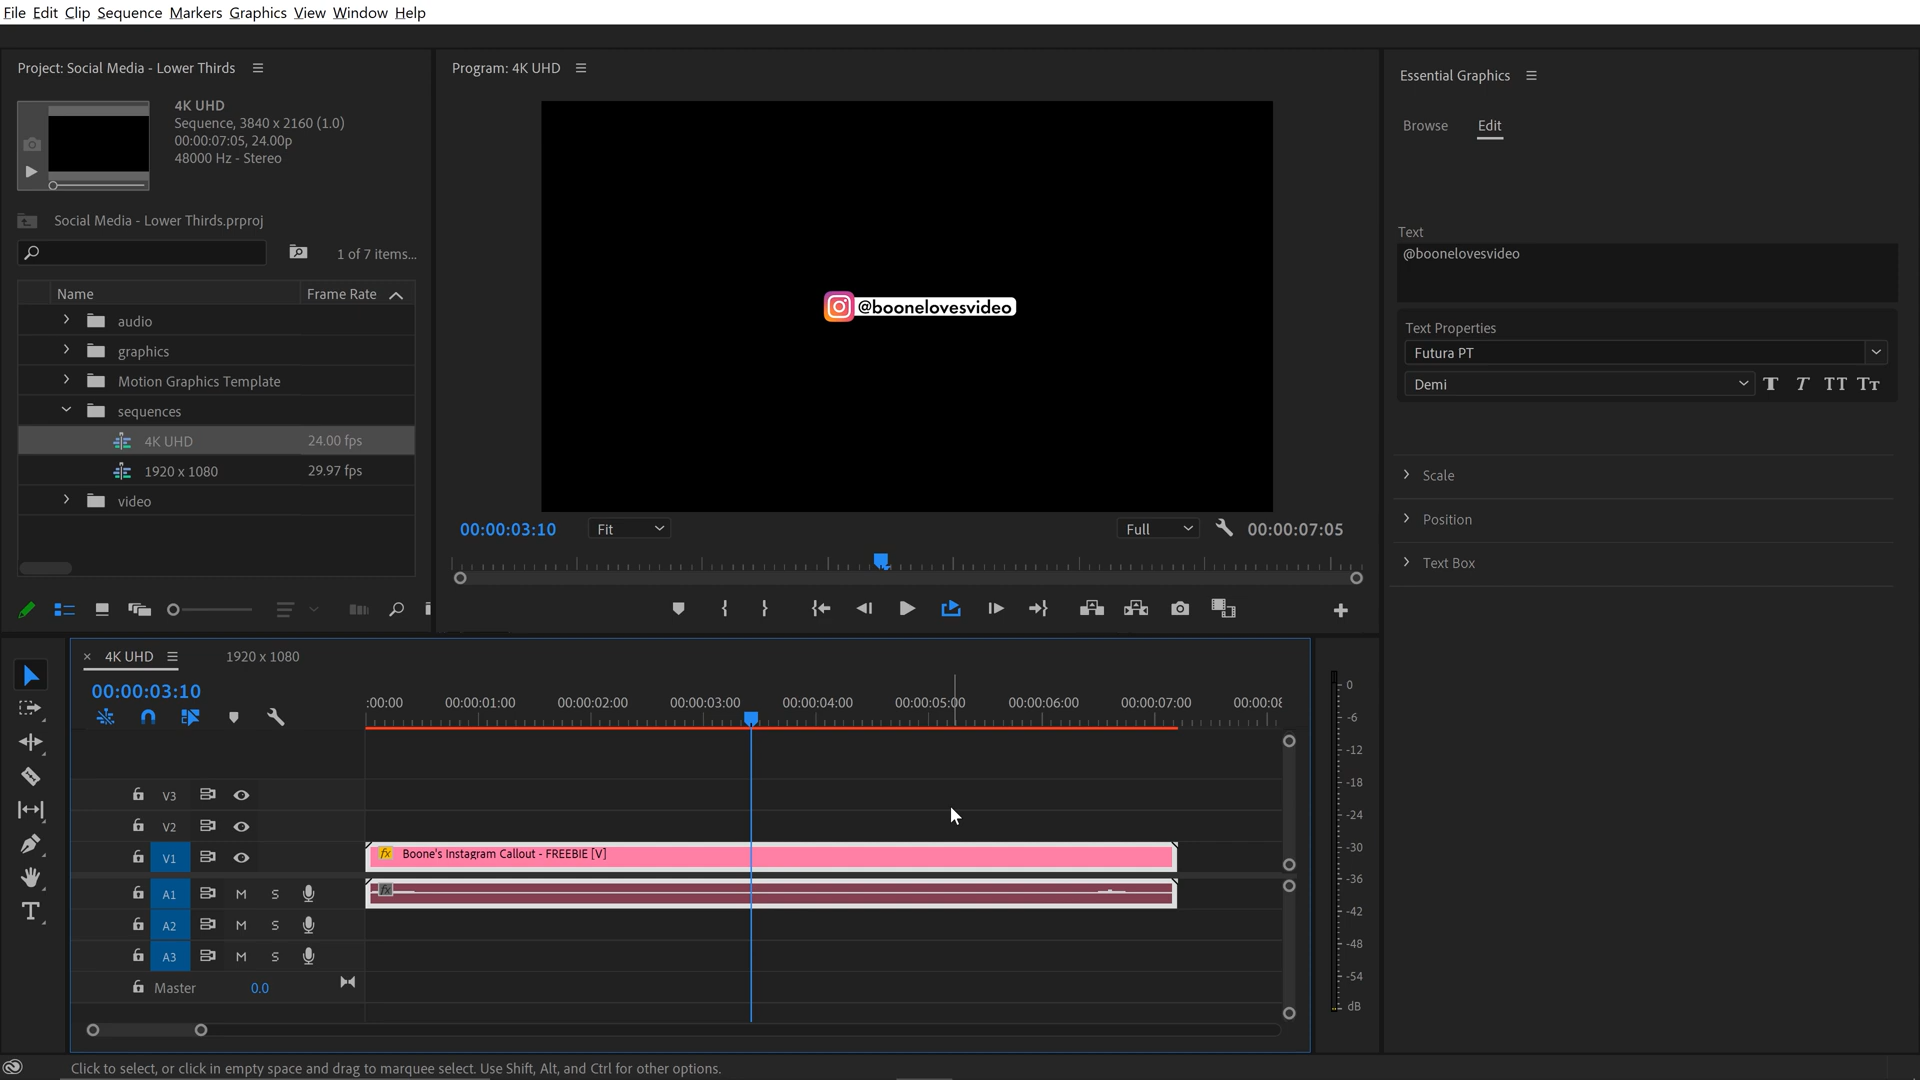 File Edit Clip Sequence Markers Graphics View Window Help
Project: Social Media - Lower Thirds
4K UHD
Sequence, 3840 x 2160 (1.0)
00:00:07:05, 24.00p
48000 Hz - Stereo
Social Media - Lower Thirds.prproj
1 of 7 items...
Name Frame Rate
audio
graphics
Motion Graphics Template
sequences
4K UHD 24.00 fps
1920 x 1080 29.97 fps
video
Program: 4K UHD
@boonelovesvideo
00:00:03:10 Fit Full 00:00:07:05
Essential Graphics
Browse Edit
Text
@boonelovesvideo
Text Properties
Futura PT
Demi T T TT TT
Scale
Position
Text Box
× 4K UHD 1920 x 1080
00:00:03:10
:00:00 00:00:01:00 00:00:02:00 00:00:03:00 00:00:04:00 00:00:05:00 00:00:06:00 00:00:07:00 00:00:08
V3
V2
V1 fx Boone's Instagram Callout - FREEBIE [V]
A1 M S fx
A2 M S
A3 M S
Master 0.0
0
-6
-12
-18
-24
-30
-36
-42
-48
-54
dB
Click to select, or click in empty space and drag to marquee select. Use Shift, Alt, and Ctrl for other options.